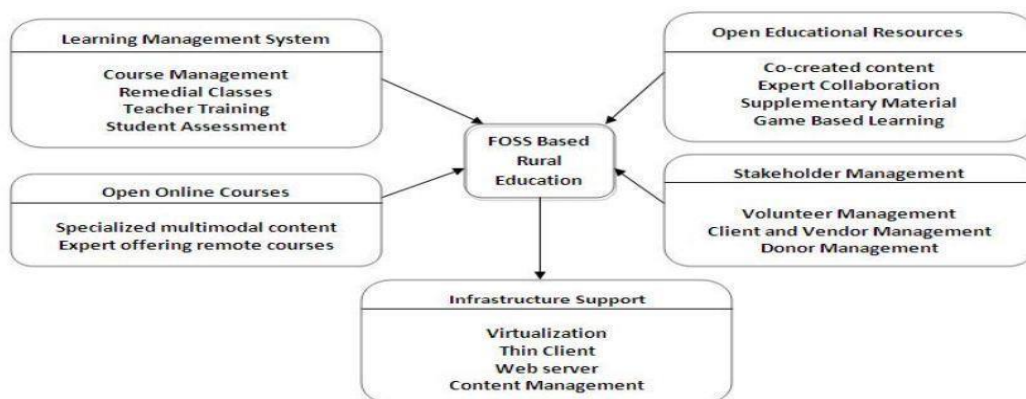 Learning Management System
Course Management
Remedial Classes
Teacher Training
Student Assessment
Open Educational Resources
Co-created content
Expert Collaboration
Supplementary Material
Game Based Learning
FOSS Based
Rural
Education
Open Online Courses
Specialized multimodal content
Expert offering remote courses
Stakeholder Management
Volunteer Management
Client and Vendor Management
Donor Management
Infrastructure Support
Virtualization
Thin Client
Web server
Content Management